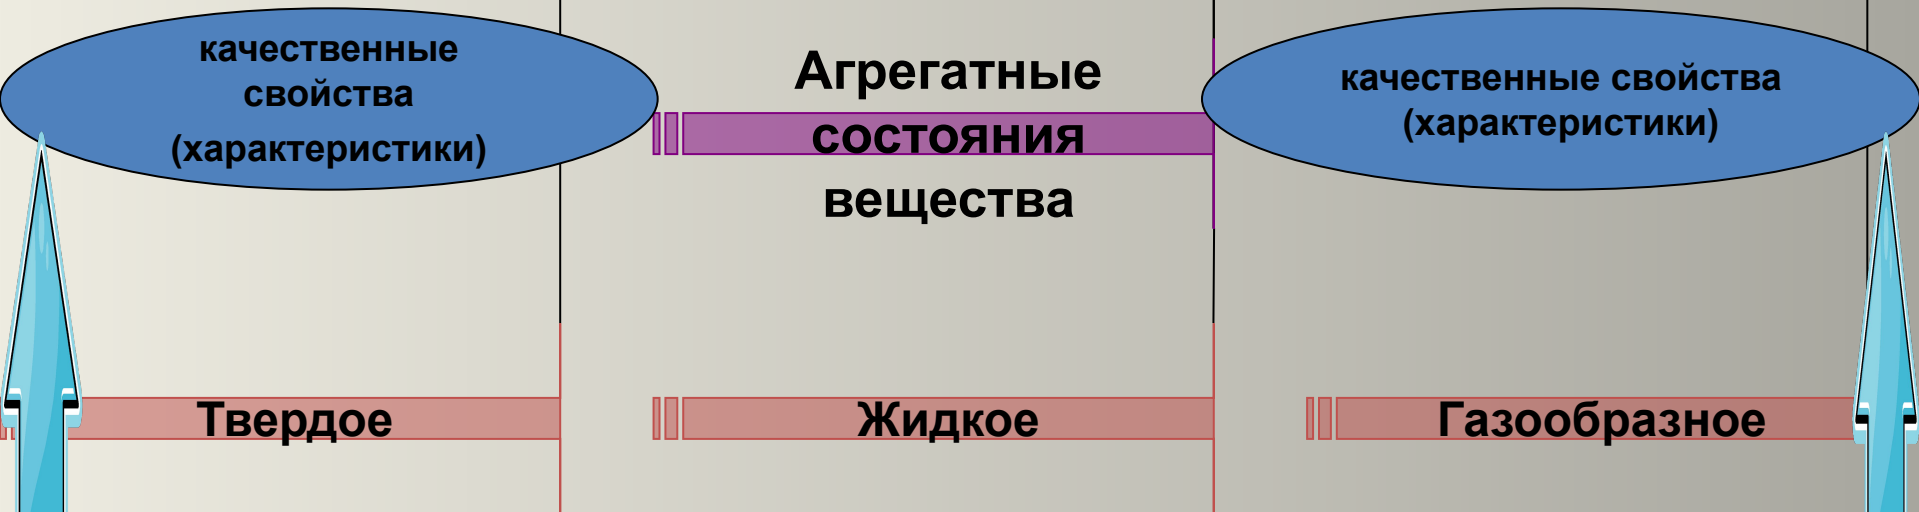 качественные
свойства
(характеристики)
Агрегатные
состояния
вещества
качественные свойства
(характеристики)
Твердое
Жидкое
Газообразное